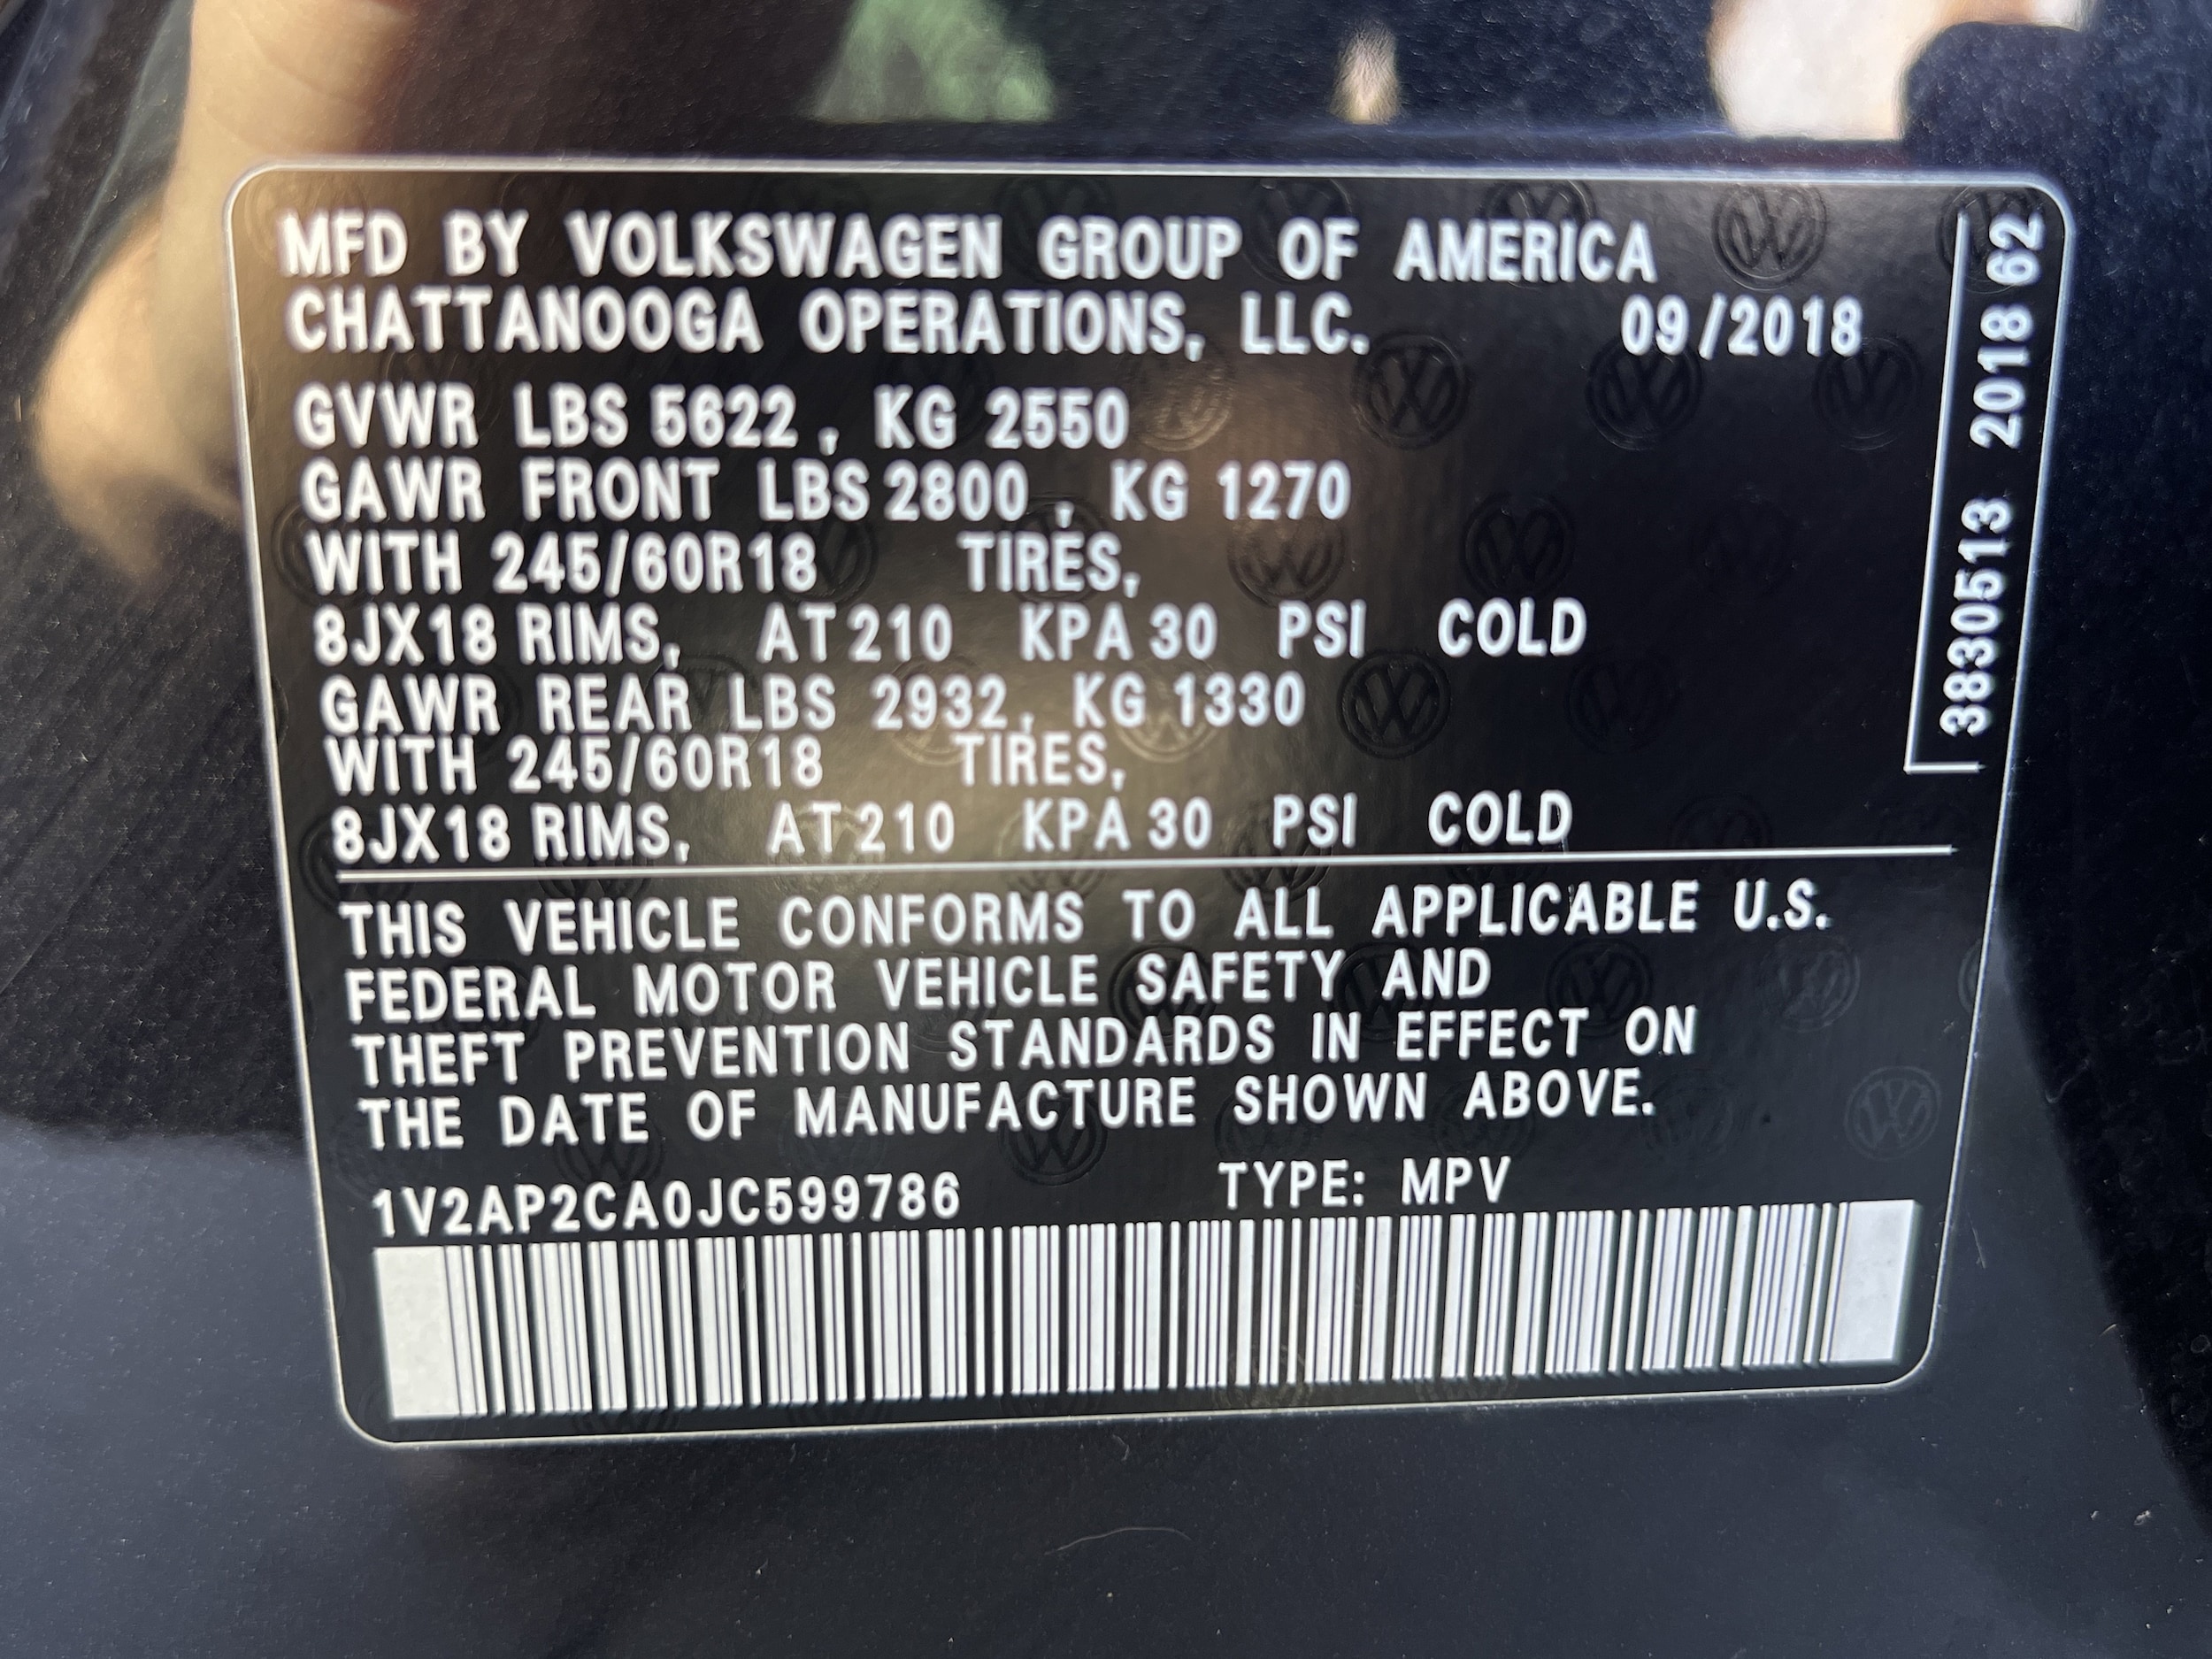 MFD BY VOLKSWAGEN GROUP OF AMERICA
CHATTANOOGA OPERATIONS, LLC. 09/2018
GVWR LBS 5622, KG 2550
GAWR FRONT LBS 2800, KG 1270
WITH 245/60R18 TIRES,
8JX18 RIMS, AT 210 KPA 30 PSI COLD
GAWR REAR LBS 2932, KG 1330
WITH 245/60R18 TIRES,
8JX18 RIMS, AT 210 KPA 30 PSI COLD
THIS VEHICLE CONFORMS TO ALL APPLICABLE U.S.
FEDERAL MOTOR VEHICLE SAFETY AND
THEFT PREVENTION STANDARDS IN EFFECT ON
THE DATE OF MANUFACTURE SHOWN ABOVE.
1V2AP2CA0JC599786 TYPE: MPV
3830513 2018 62